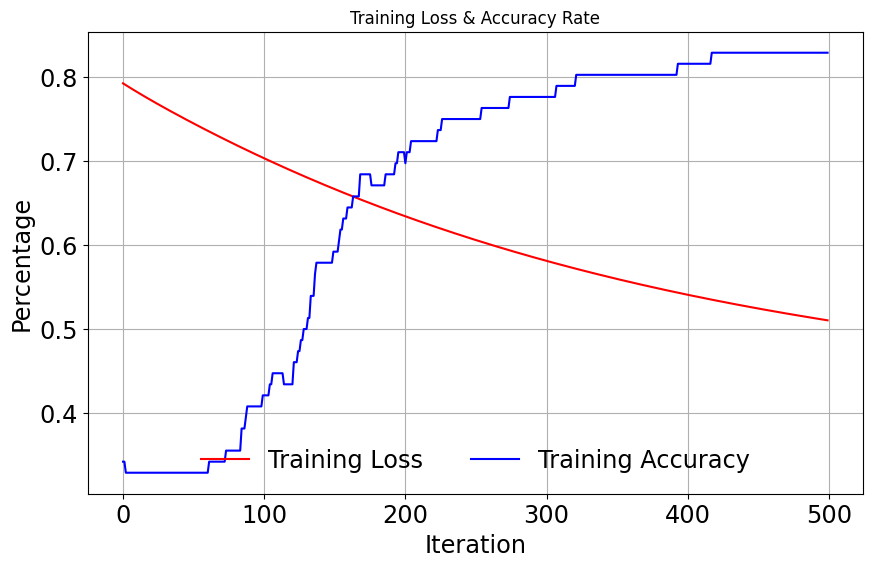 Training Loss & Accuracy Rate
Percentage
0.8
0.7
0.6
0.5
0.4
Training Loss Training Accuracy
0 100 200 300 400 500
Iteration